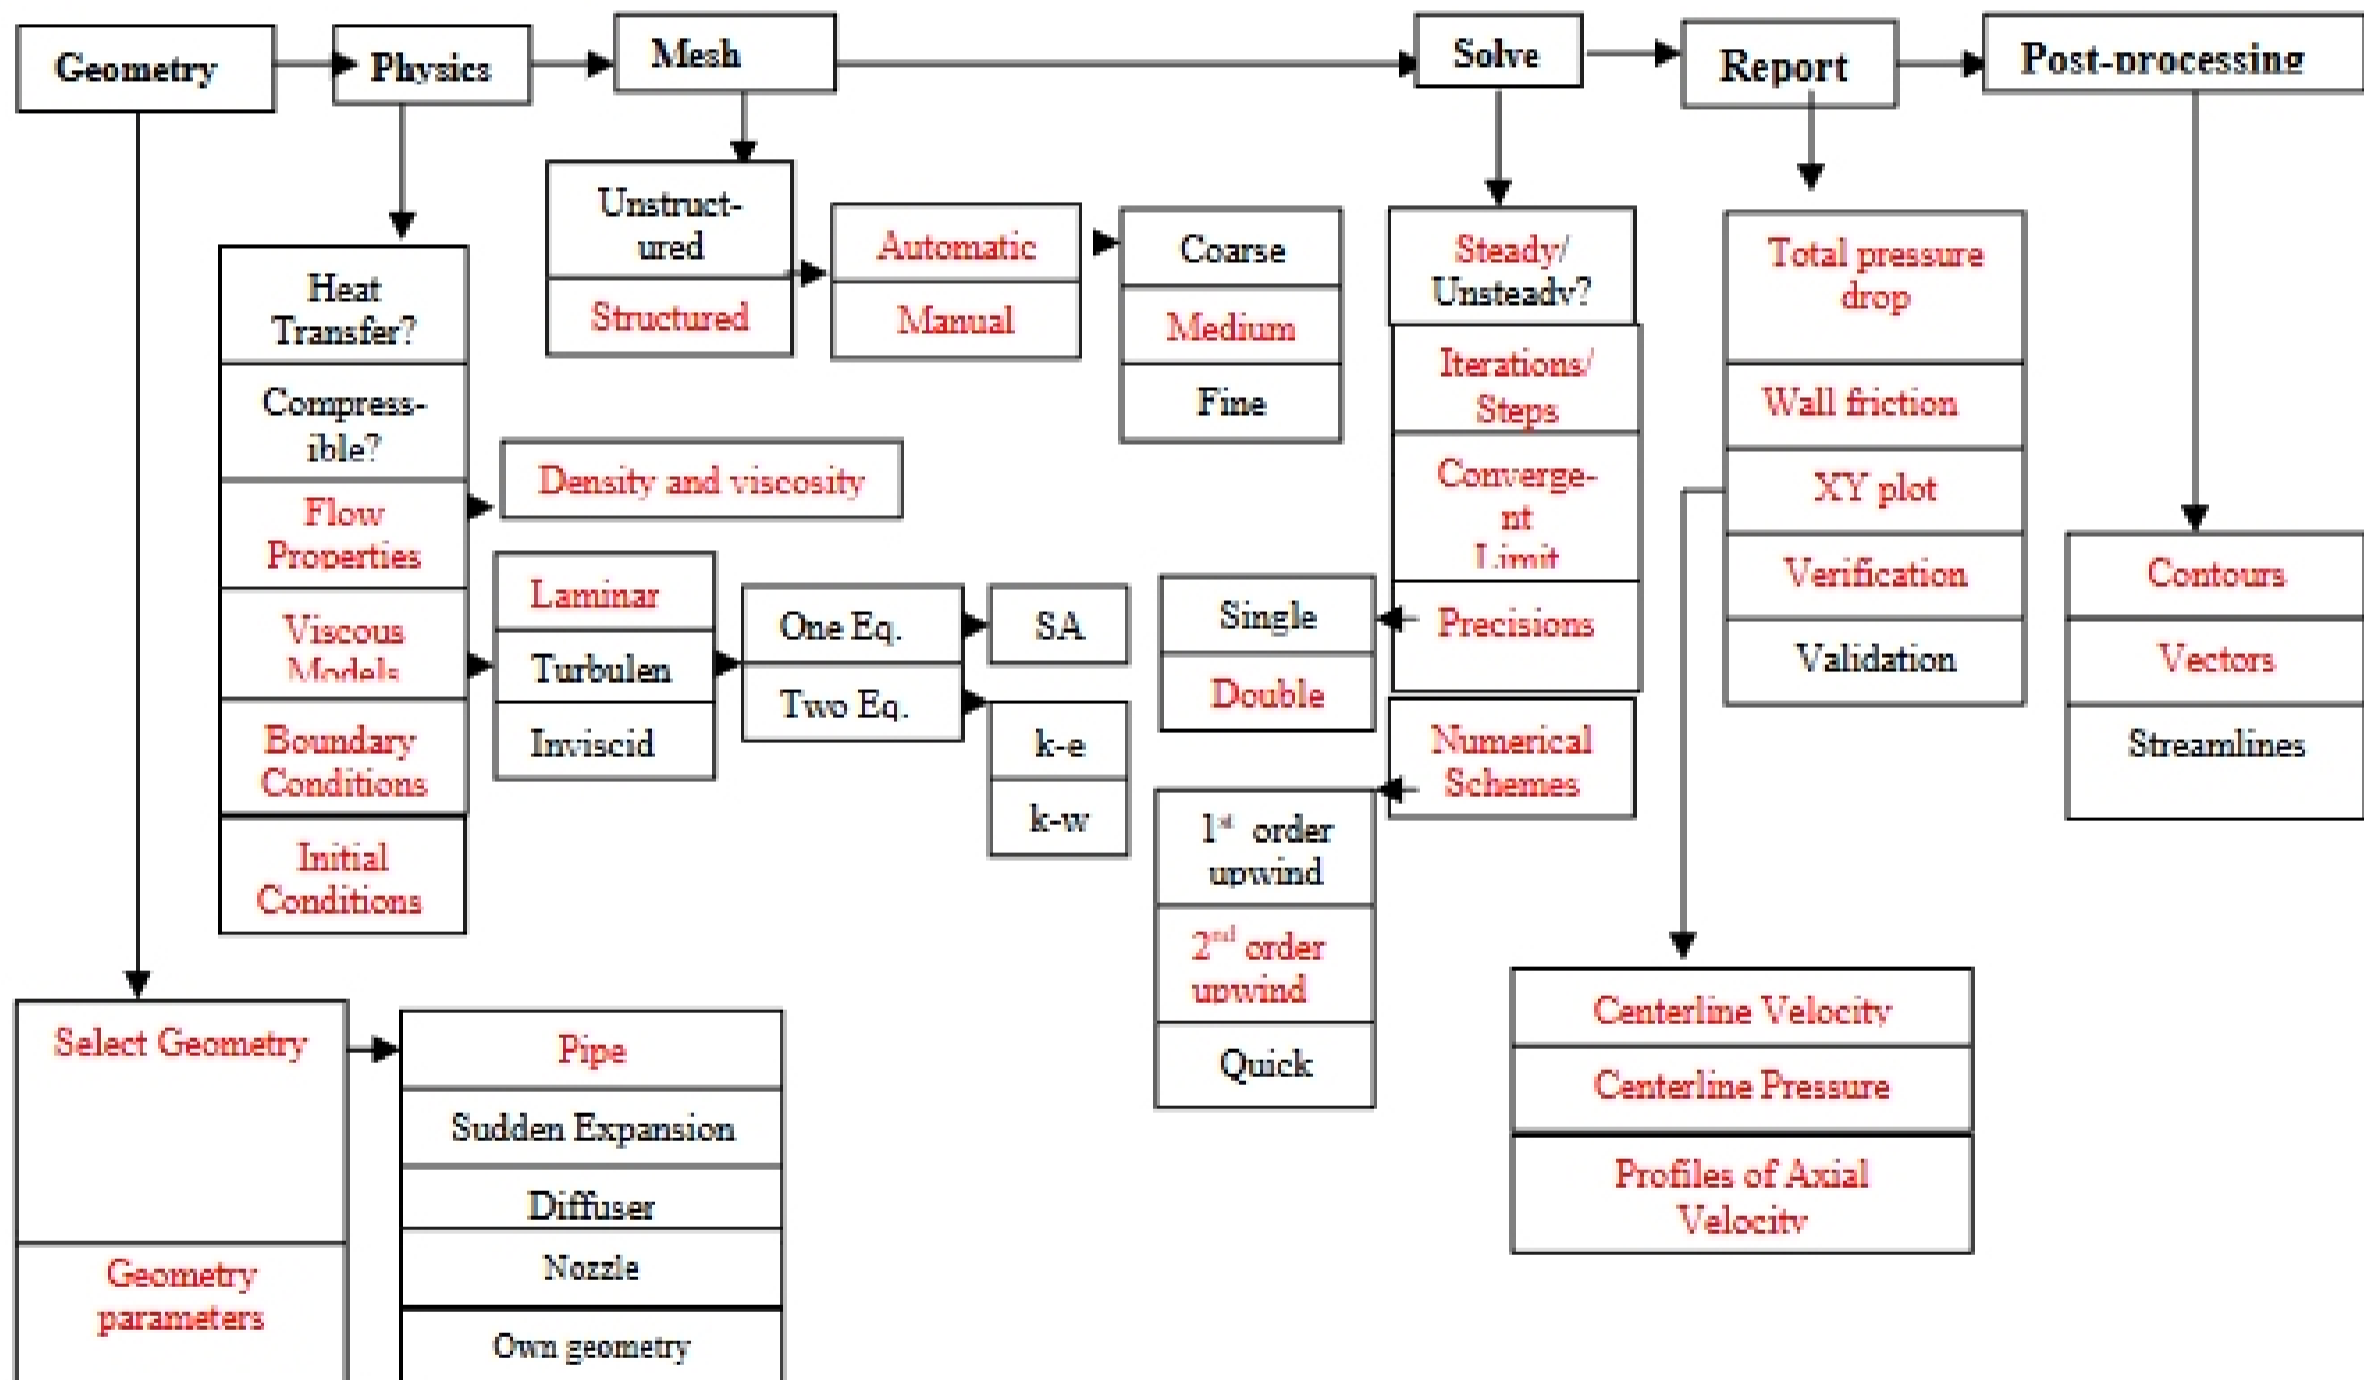 Geometry
Physics
Mesh
Solve
Report
Post-processing
Unstruct-
ured
Structured
Automatic
Manual
Coarse
Medium
Fine
Heat
Transfer?
Compress-
ible?
Flow
Properties
Viscous
Models
Boundary
Conditions
Initial
Conditions
Density and viscosity
Laminar
Turbulen
Inviscid
One Eq.
Two Eq.
SA
k-e
k-w
Steady/
Unsteady?
Iterations/
Steps
Converge-
nt
Limit
Precisions
Numerical
Schemes
Single
Double
1st order
upwind
2nd order
upwind
Quick
Total pressure
drop
Wall friction
XY plot
Verification
Validation
Contours
Vectors
Streamlines
Centerline Velocity
Centerline Pressure
Profiles of Axial
Velocity
Select Geometry
Geometry
parameters
Pipe
Sudden Expansion
Diffuser
Nozzle
Own geometry